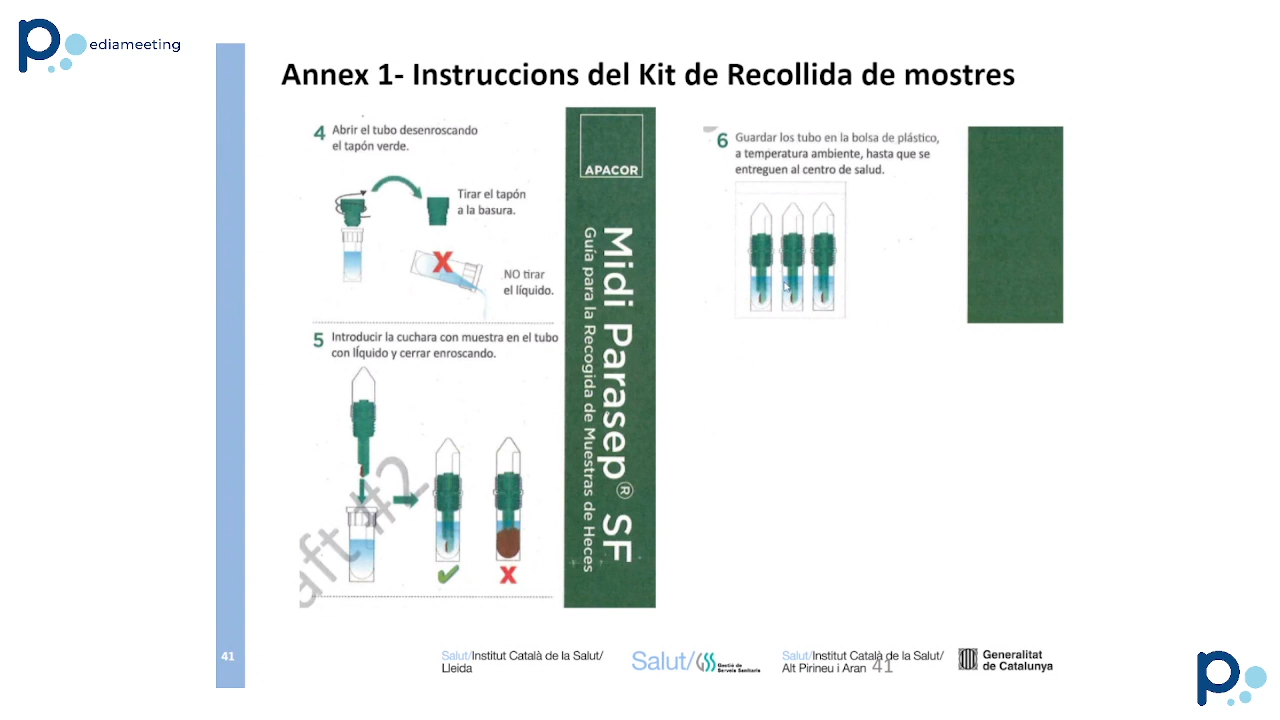 ediameeting
Annex 1- Instruccions del Kit de Recollida de mostres
4 Abrir el tubo desenroscando
el tapón verde.
Tirar el tapón
a la basura.
X
NO tirar
el líquido.
5 Introducir la cuchara con muestra en el tubo
con líquido y cerrar enroscando.
X
aft #2
APACOR
Midi Parasep® SF
Guía para la Recogida de Muestras de Heces
6 Guardar los tubo en la bolsa de plástico,
a temperatura ambiente, hasta que se
entreguen al centro de salud.
41
Salut/Institut Català de la Salut/
Lleida
Salut/GSS Gestió de
Serveis Sanitaris
Salut/Institut Català de la Salut/
Alt Pirineu i Aran 41
Generalitat
de Catalunya